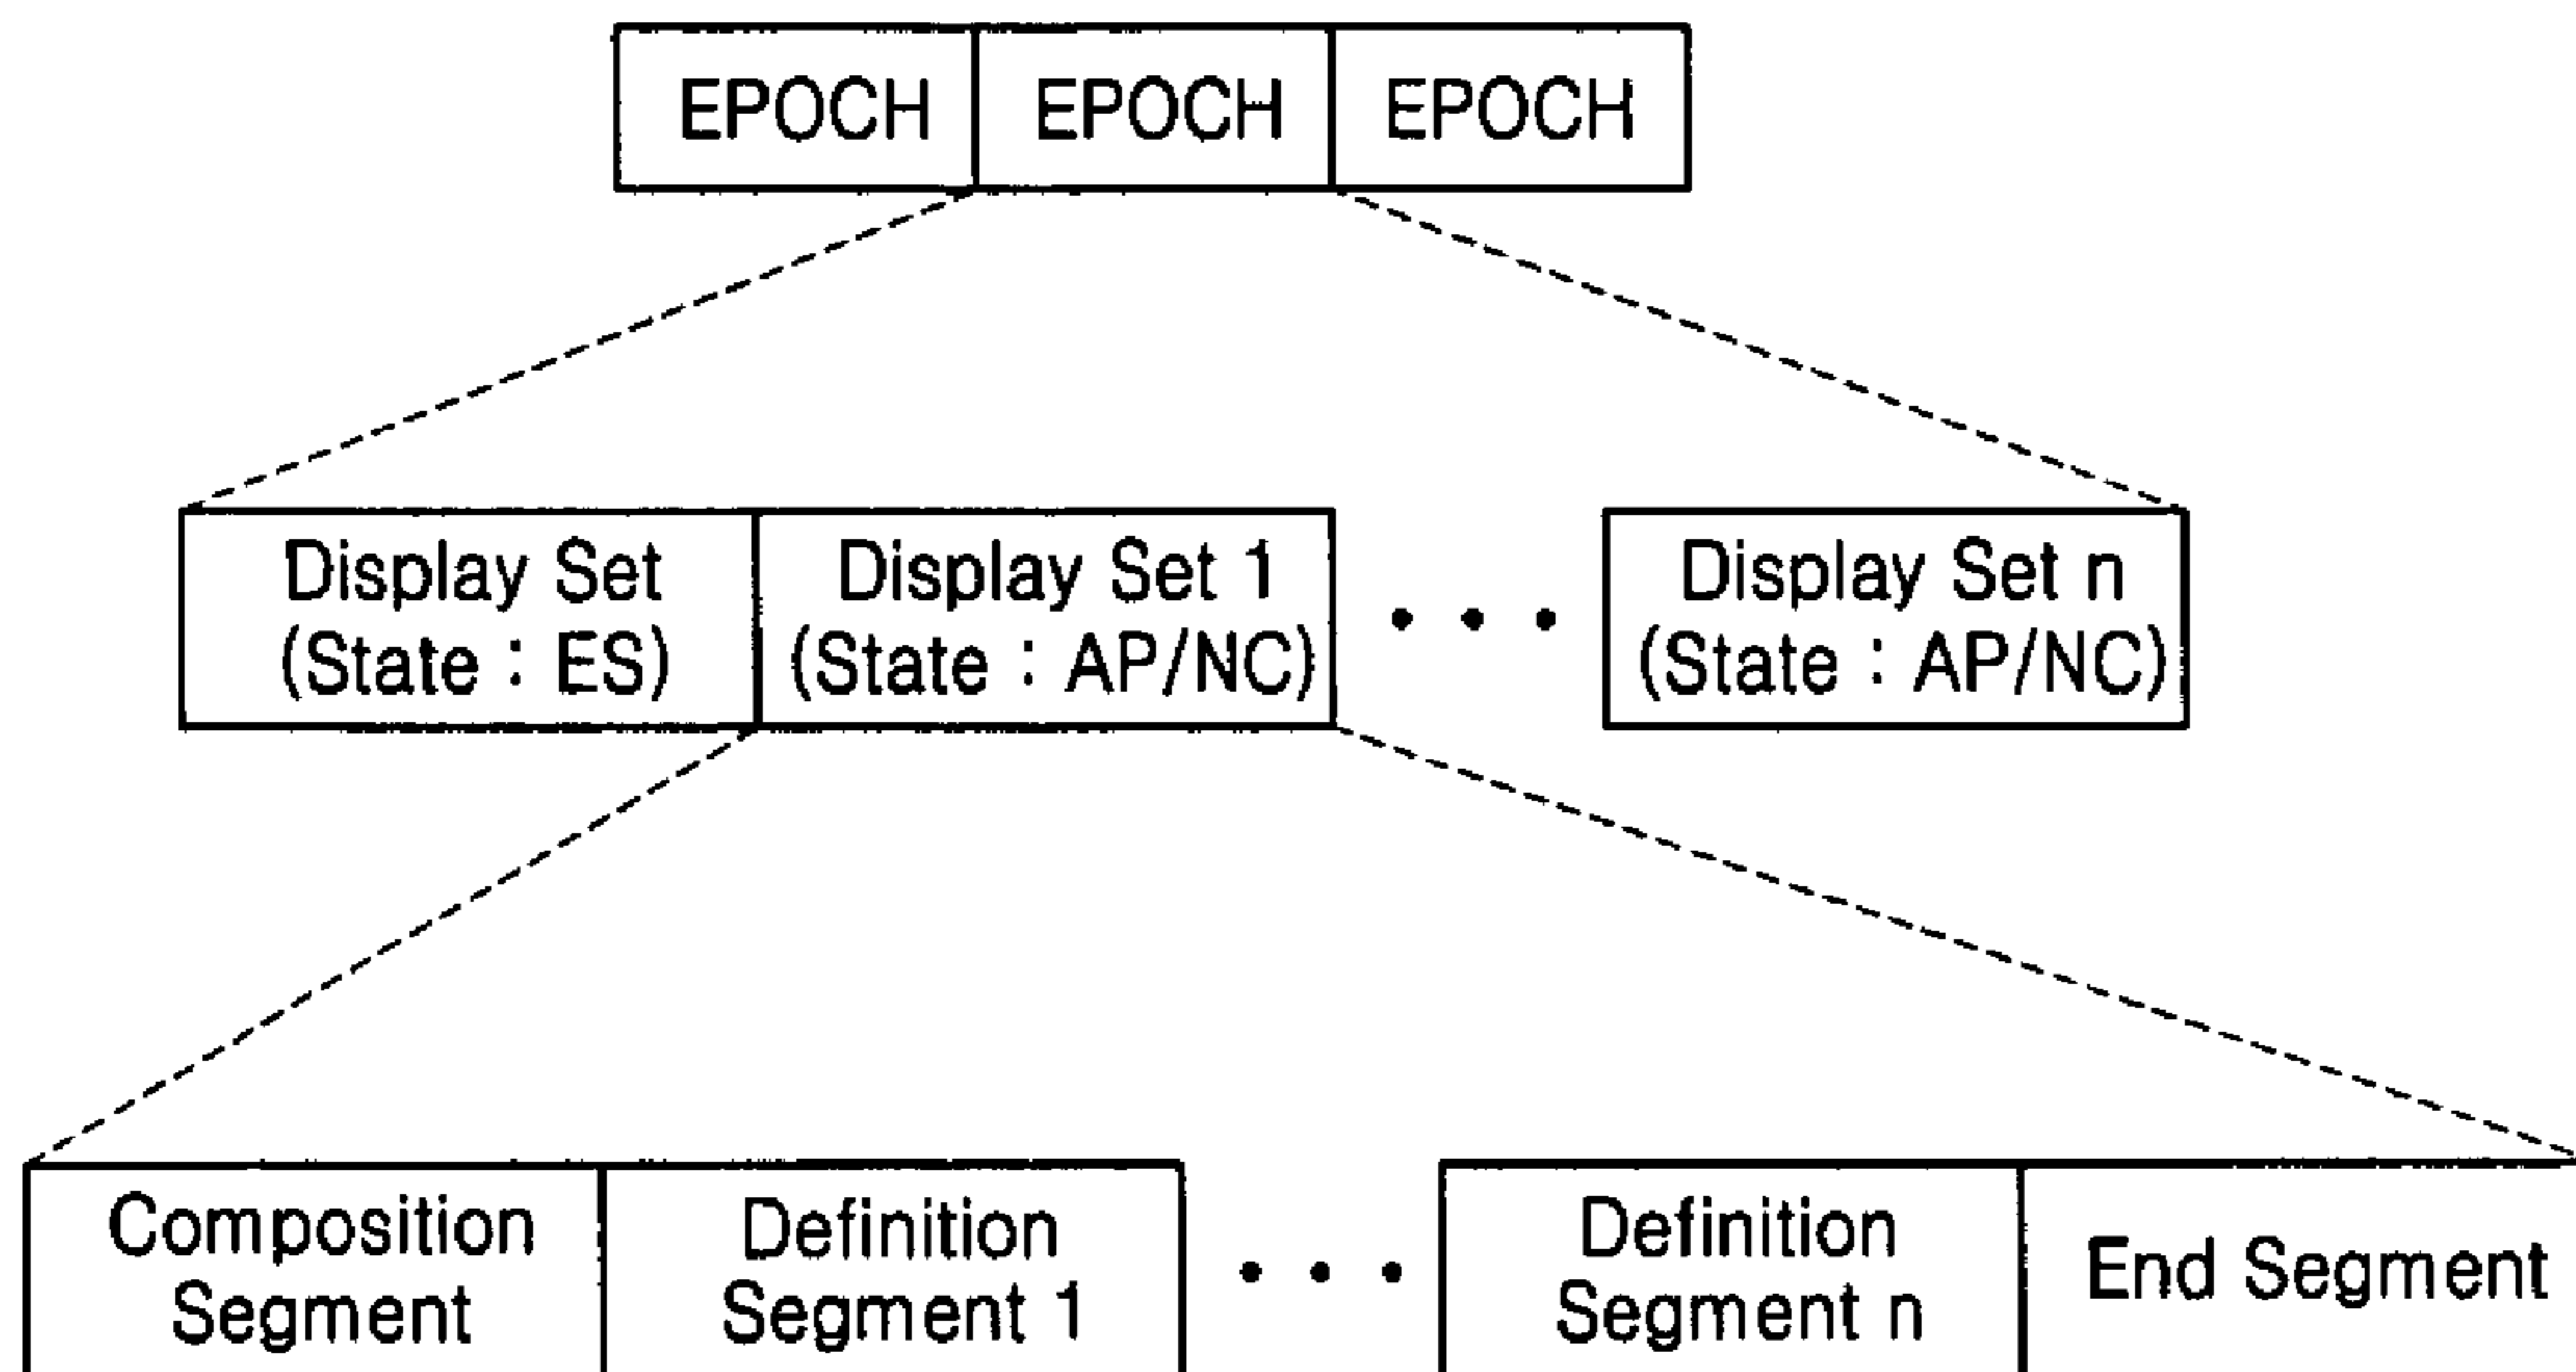 EPOCH EPOCH EPOCH
Display Set
(State : ES)
Display Set 1
(State : AP/NC)
• • •
Display Set n
(State : AP/NC)
Composition
Segment
Definition
Segment 1
• • •
Definition
Segment n
End Segment